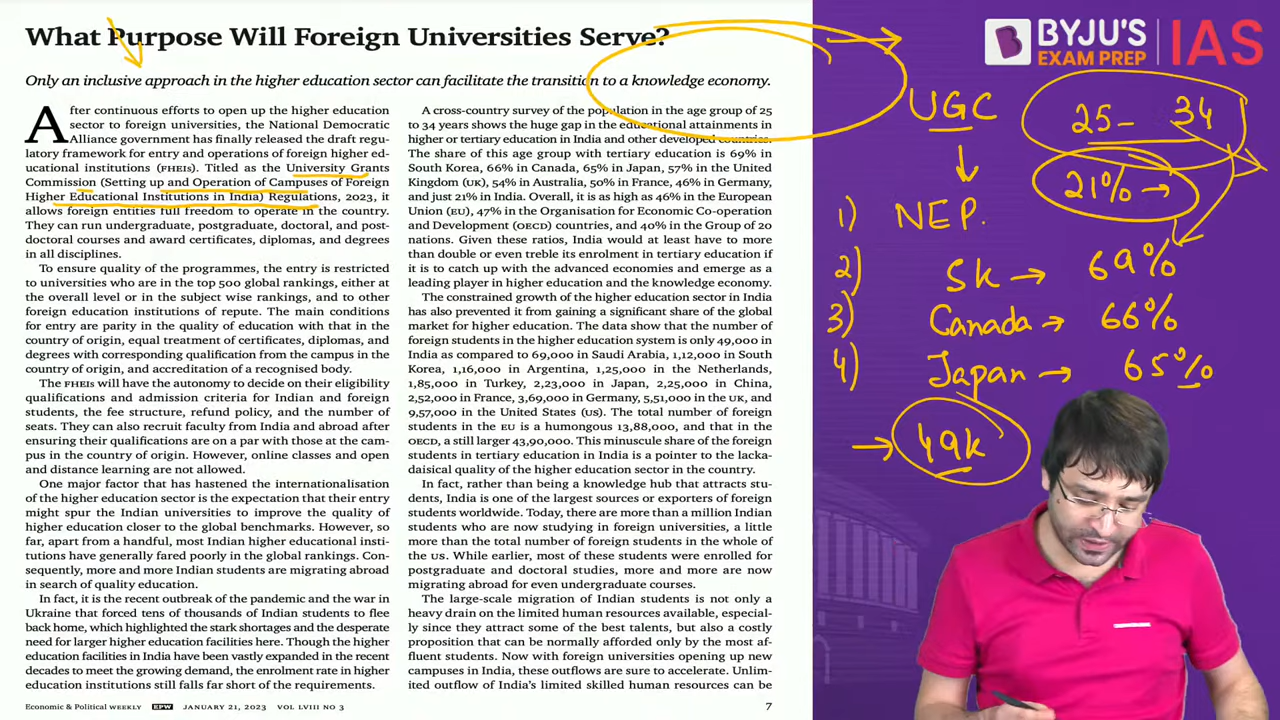 What Purpose Will Foreign Universities Serve?
Only an inclusive approach in the higher education sector can facilitate the transition to a knowledge economy.
After continuous efforts to open up the higher education
sector to foreign universities, the National Democratic
Alliance government has finally released the draft regu-
latory framework for entry and operations of foreign higher ed-
ucational institutions (FHEIS). Titled as the University Grants
Commission (Setting up and Operation of Campuses of Foreign
Higher Educational Institutions in India) Regulations, 2023, it
allows foreign entities full freedom to operate in the country.
They can run undergraduate, postgraduate, doctoral, and post-
doctoral courses and award certificates, diplomas, and degrees
in all disciplines.
To ensure quality of the programmes, the entry is restricted
to universities who are in the top 500 global rankings, either at
the overall level or in the subject wise rankings, and to other
foreign education institutions of repute. The main conditions
for entry are parity in the quality of education with that in the
country of origin, equal treatment of certificates, diplomas, and
degrees with corresponding qualification from the campus in the
country of origin, and accreditation of a recognised body.
The FHEIS will have the autonomy to decide on their eligibility
qualifications and admission criteria for Indian and foreign
students, the fee structure, refund policy, and the number of
seats. They can also recruit faculty from India and abroad after
ensuring their qualifications are on a par with those at the cam-
pus in the country of origin. However, online classes and open
and distance learning are not allowed.
One major factor that has hastened the internationalisation
of the higher education sector is the expectation that their entry
might spur the Indian universities to improve the quality of
higher education closer to the global benchmarks. However, so
far, apart from a handful, most Indian higher educational insti-
tutions have generally fared poorly in the global rankings. Con-
sequently, more and more Indian students are migrating abroad
in search of quality education.
In fact, it is the recent outbreak of the pandemic and the war in
Ukraine that forced tens of thousands of Indian students to flee
back home, which highlighted the stark shortages and the desperate
need for larger higher education facilities here. Though the higher
education facilities in India have been vastly expanded in the recent
decades to meet the growing demand, the enrolment rate in higher
education institutions still falls far short of the requirements.
A cross-country survey of the population in the age group of 25
to 34 years shows the huge gap in the educational attainments in
higher or tertiary education in India and other developed countries.
The share of this age group with tertiary education is 69% in
South Korea, 66% in Canada, 65% in Japan, 57% in the United
Kingdom (UK), 54% in Australia, 50% in France, 46% in Germany,
and just 21% in India. Overall, it is as high as 46% in the European
Union (EU), 47% in the Organisation for Economic Co-operation
and Development (OECD) countries, and 40% in the Group of 20
nations. Given these ratios, India would at least have to more
than double or even treble its enrolment in tertiary education if
it is to catch up with the advanced economies and emerge as a
leading player in higher education and the knowledge economy.
The constrained growth of the higher education sector in India
has also prevented it from gaining a significant share of the global
market for higher education. The data show that the number of
foreign students in the higher education system is only 49,000 in
India as compared to 69,000 in Saudi Arabia, 1,12,000 in South
Korea, 1,16,000 in Argentina, 1,25,000 in the Netherlands,
1,85,000 in Turkey, 2,23,000 in Japan, 2,25,000 in China,
2,52,000 in France, 3,69,000 in Germany, 5,51,000 in the UK, and
9,57,000 in the United States (US). The total number of foreign
students in the EU is a humongous 13,88,000, and that in the
OECD, a still larger 43,90,000. This minuscule share of the foreign
students in tertiary education in India is a pointer to the lacka-
daisical quality of the higher education sector in the country.
In fact, rather than being a knowledge hub that attracts stu-
dents, India is one of the largest sources or exporters of foreign
students worldwide. Today, there are more than a million Indian
students who are now studying in foreign universities, a little
more than the total number of foreign students in the whole of
the US. While earlier, most of these students were enrolled for
postgraduate and doctoral studies, more and more are now
migrating abroad for even undergraduate courses.
The large-scale migration of Indian students is not only a
heavy drain on the limited human resources available, especial-
ly since they attract some of the best talents, but also a costly
proposition that can be normally afforded only by the most af-
fluent students. Now with foreign universities opening up new
campuses in India, these outflows are sure to accelerate. Unlim-
ited outflow of India's limited skilled human resources can be
Economic & Political WEEKLY EPW JANUARY 21, 2023 VOL LVIII NO 3
7
BYJU'S
EXAM PREP
IAS
UGC
25- 34
21% →
1) NEP.
2) SK → 69%
3) Canada → 66%
4) Japan → 65%
→ 49K